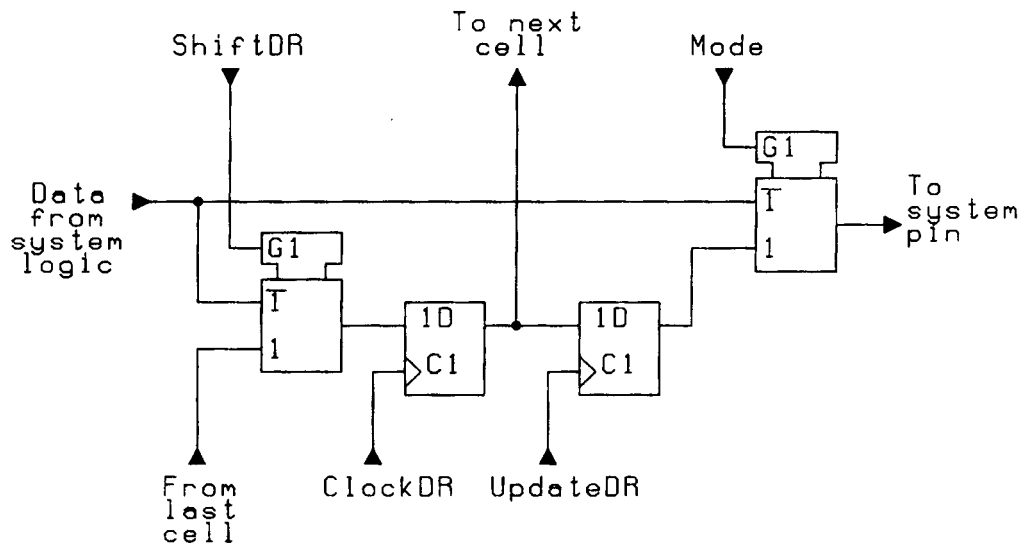 To next
cell
ShiftDR
Mode
G1
Data
from
system
logic
1
1
To
system
pin
G1
1
1
1D
C1
1D
C1
From
last
cell
ClockDR
UpdateDR